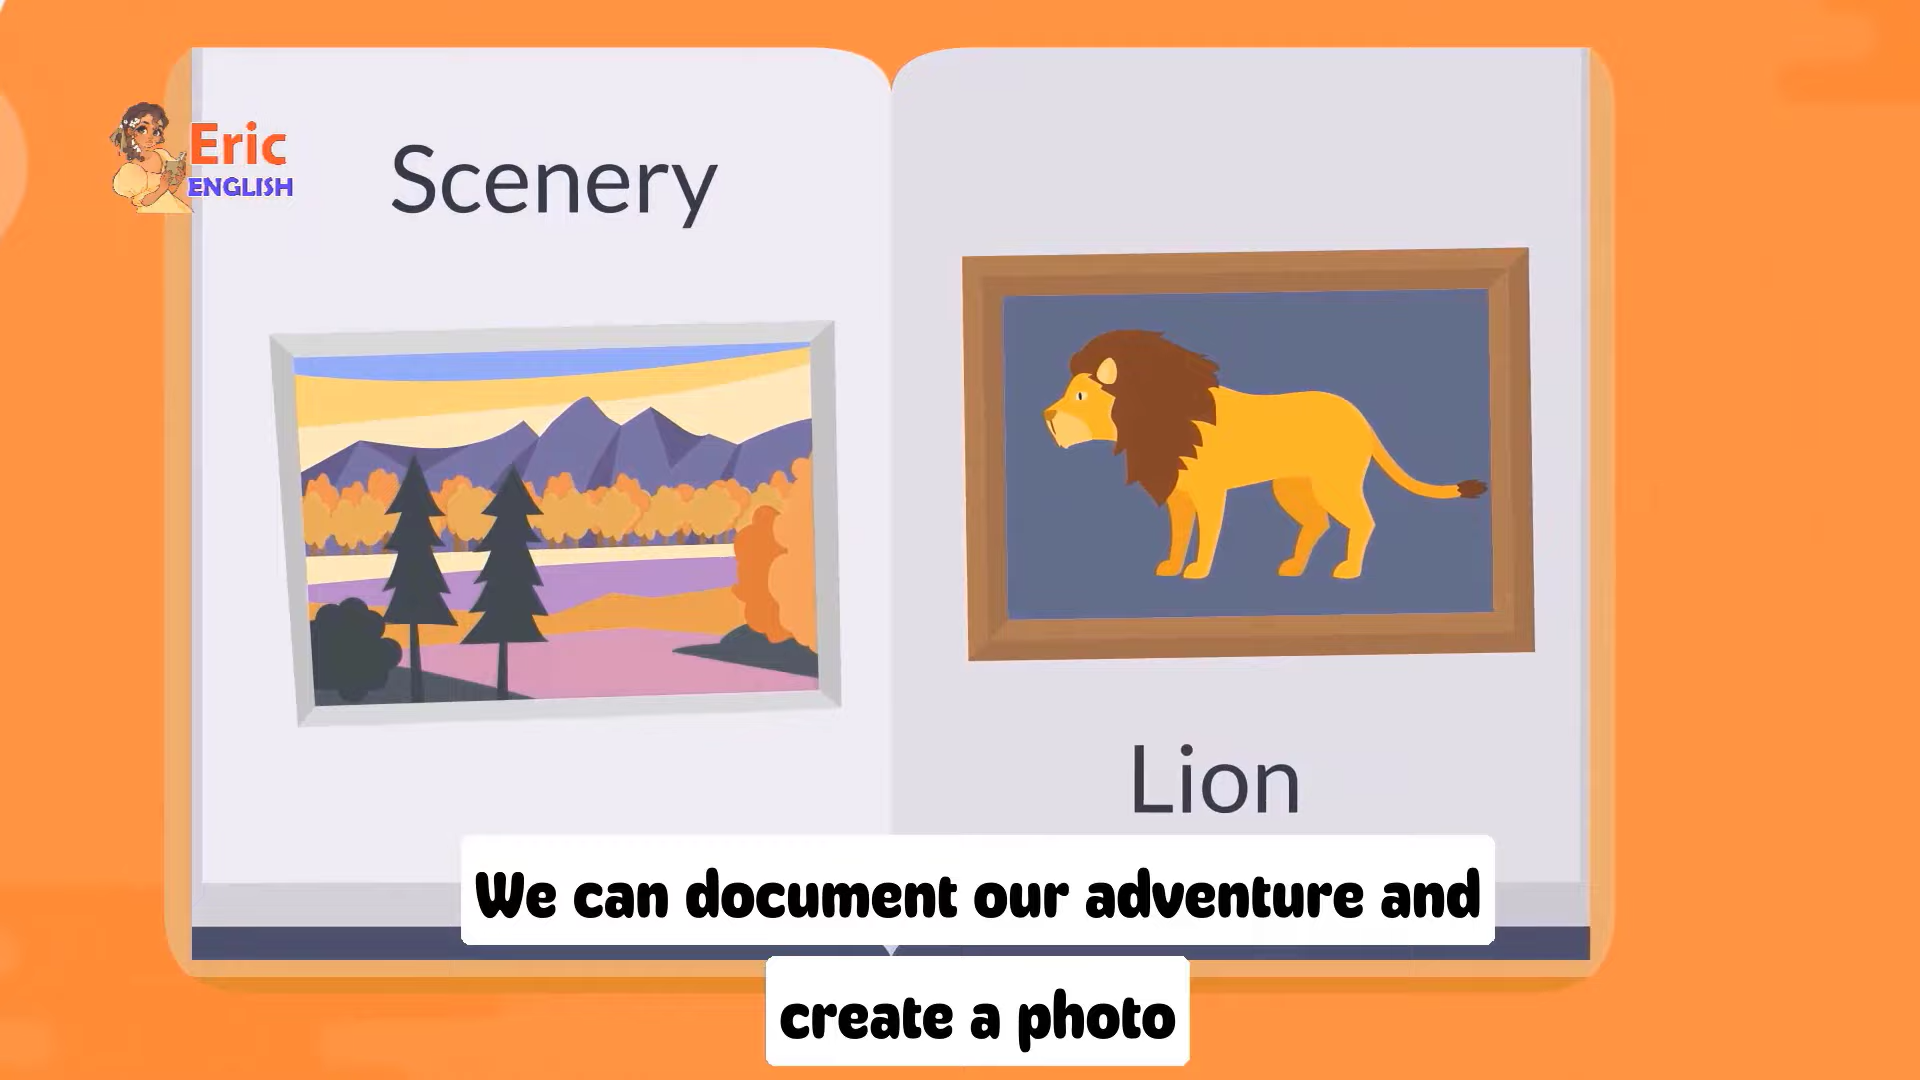 Eric
ENGLISH
Scenery
Lion
We can document our adventure and
create a photo